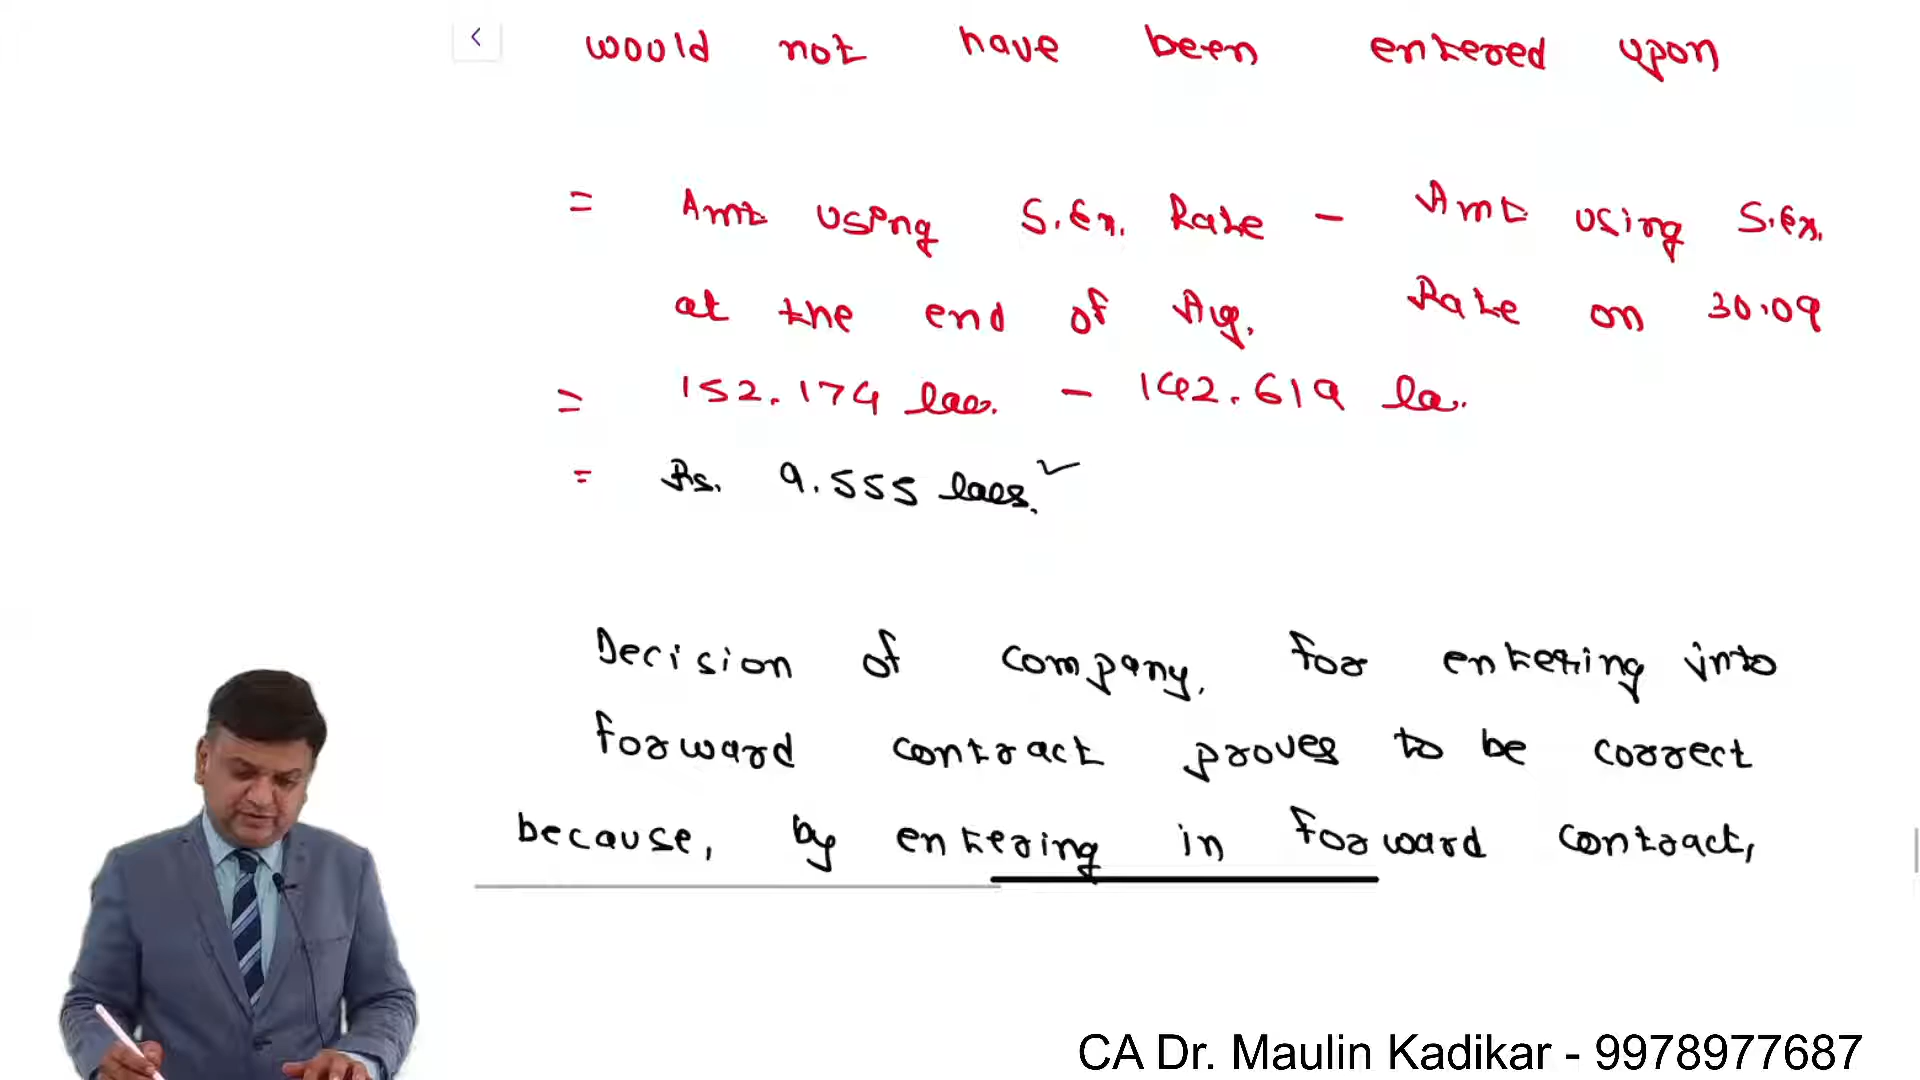 would not have been entered upon
= Amt using S.Ex. Rate - Amt using S.Ex.
at the end of Aug. Rate on 30.09
= 152.174 lacs. - 142.619 la.
= Rs. 9.555 lacs.
Decision of company, for entering into
forward contract proves to be correct
because, by entering in forward contract,
CA Dr. Maulin Kadikar - 9978977687